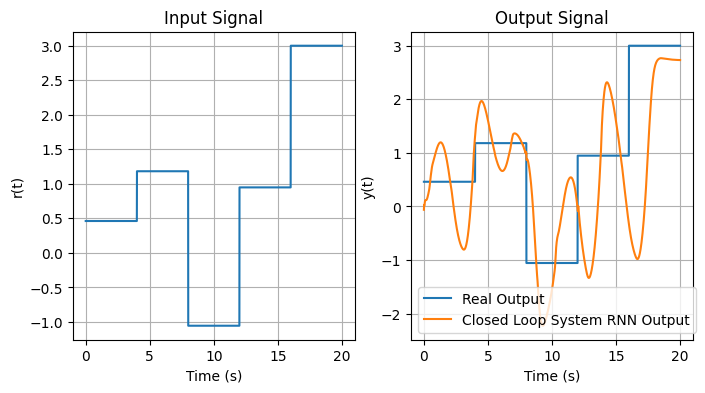 Input Signal
r(t)
3.0
2.5
2.0
1.5
1.0
0.5
0.0
−0.5
−1.0
0 5 10 15 20
Time (s)
Output Signal
y(t)
3
2
1
0
−1
−2
Real Output
Closed Loop System RNN Output
0 5 10 15 20
Time (s)